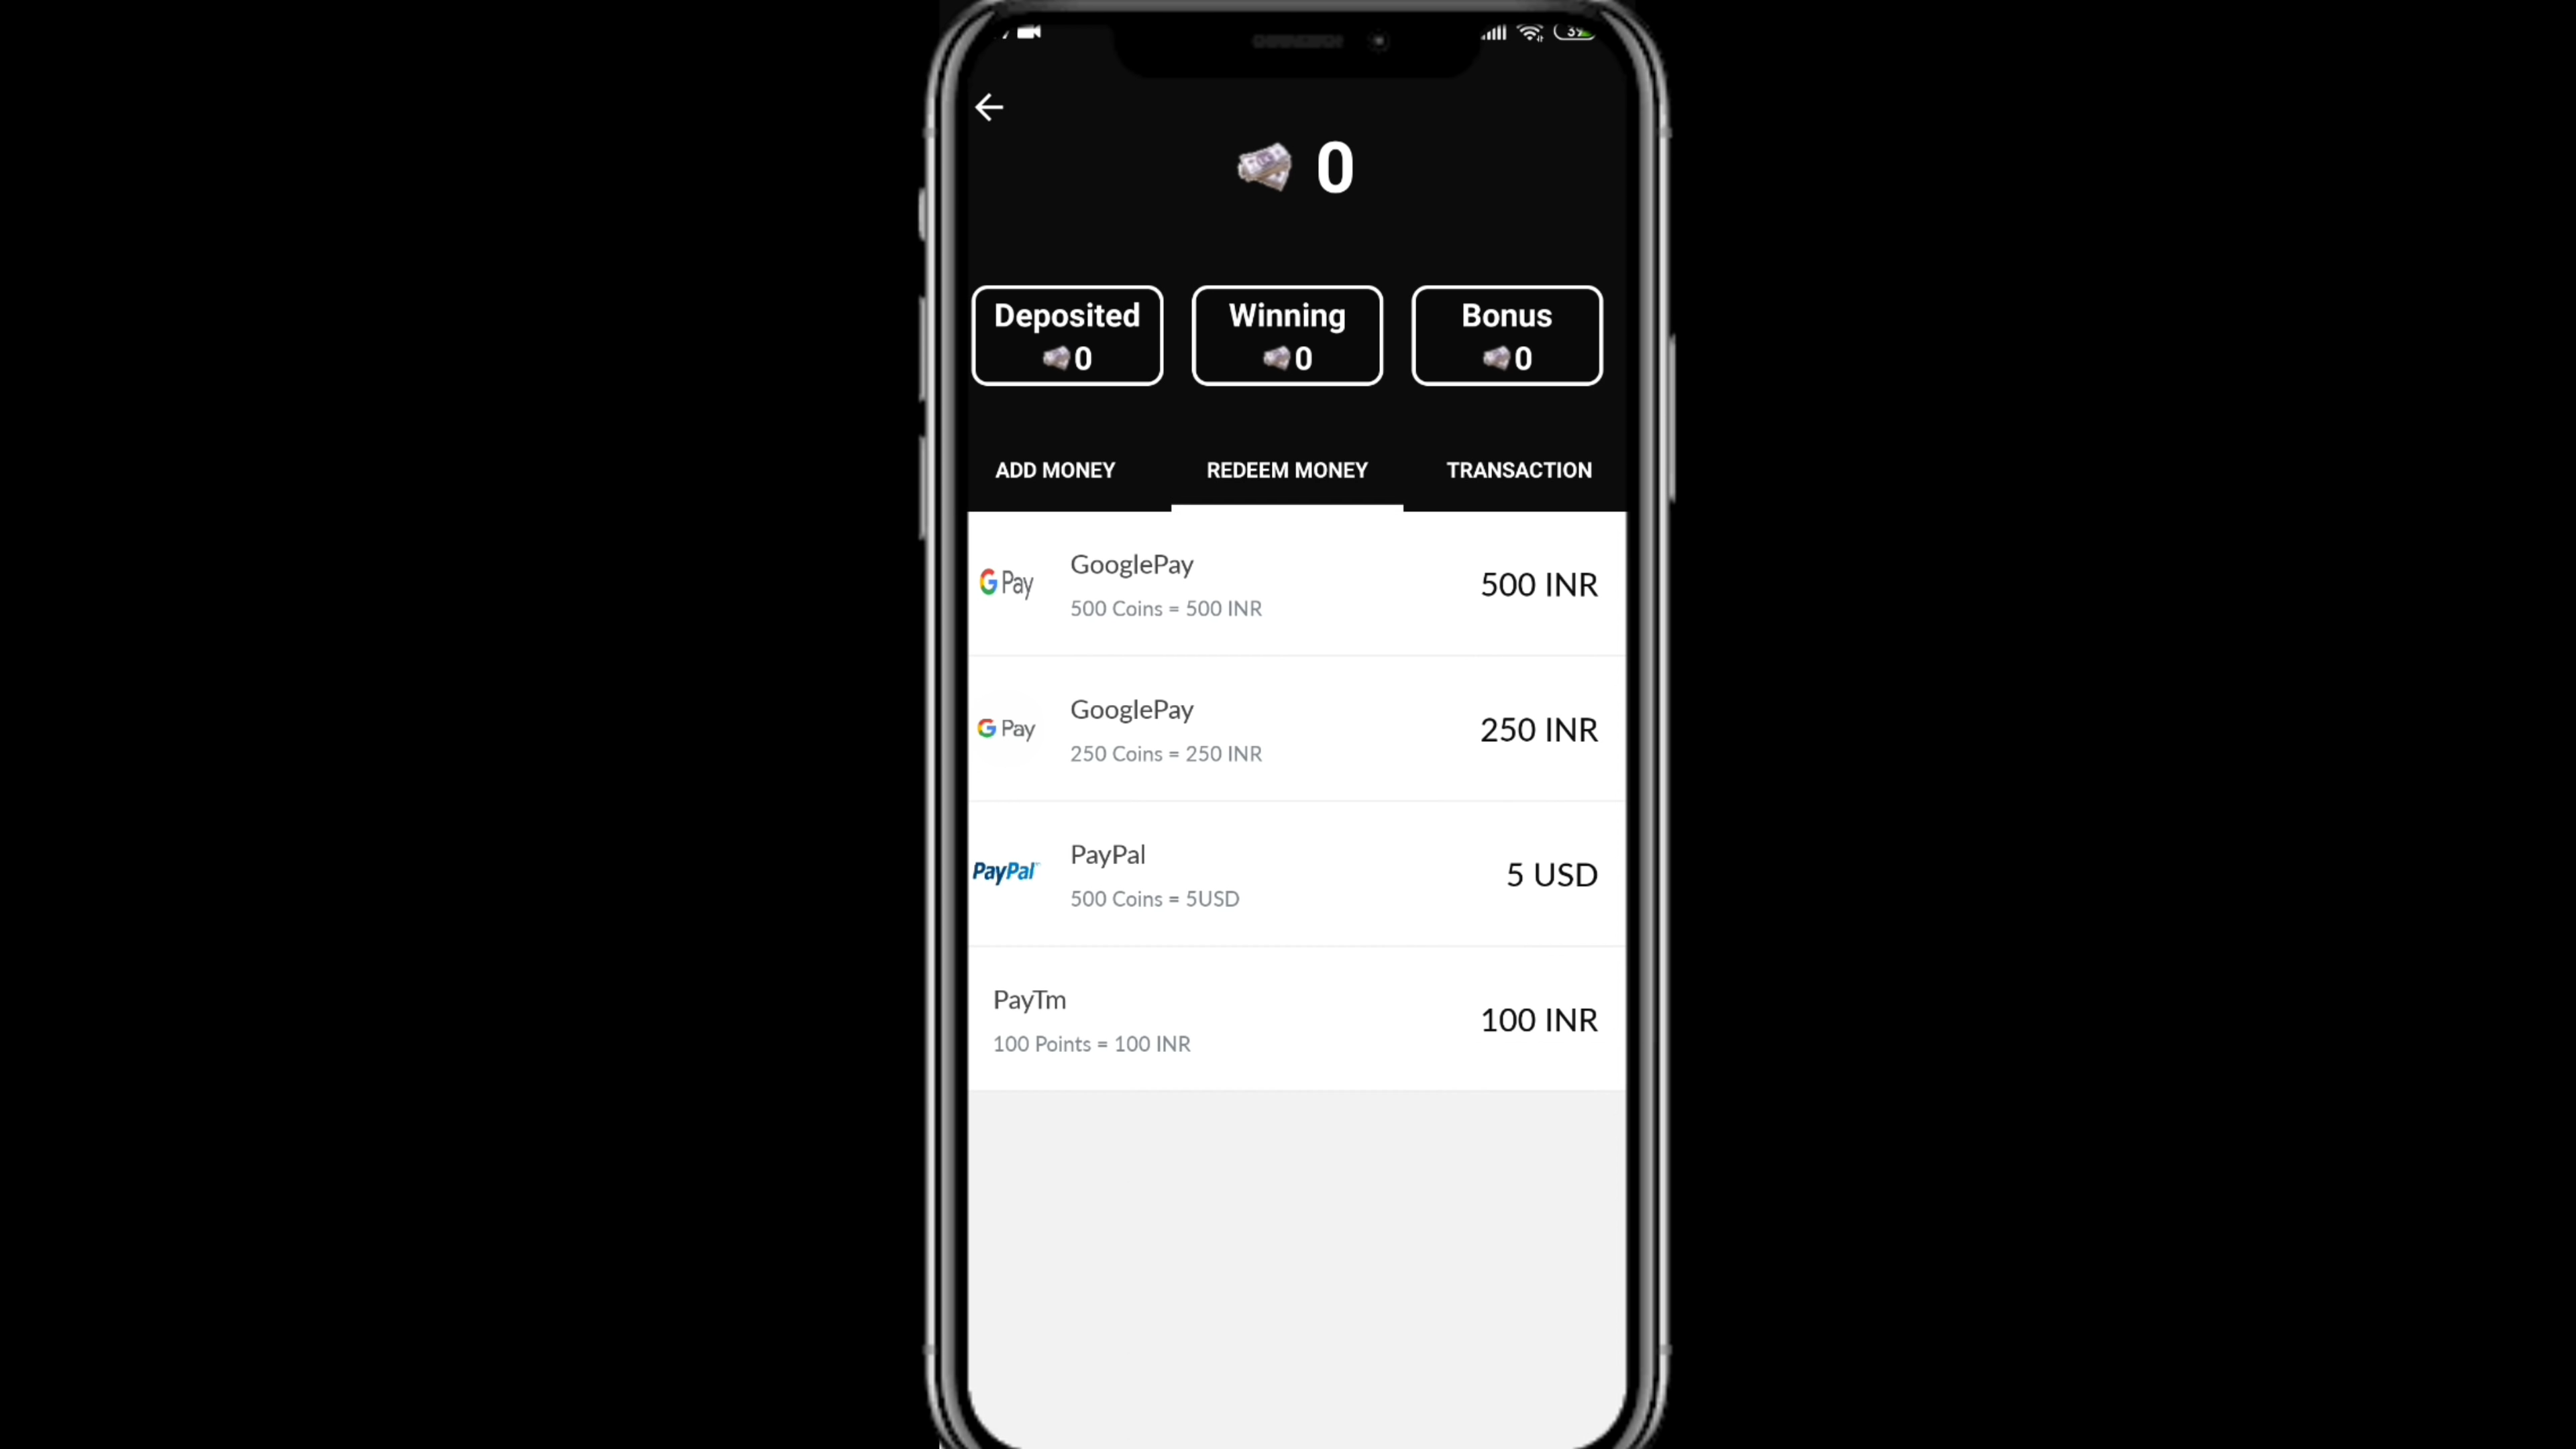 0
Deposited Winning Bonus
0 0 0
ADD MONEY REDEEM MONEY TRANSACTION
G Pay GooglePay
500 Coins = 500 INR
500 INR
G Pay GooglePay
250 Coins = 250 INR
250 INR
PayPal PayPal
500 Coins = 5USD
5 USD
PayTm
100 Points = 100 INR
100 INR